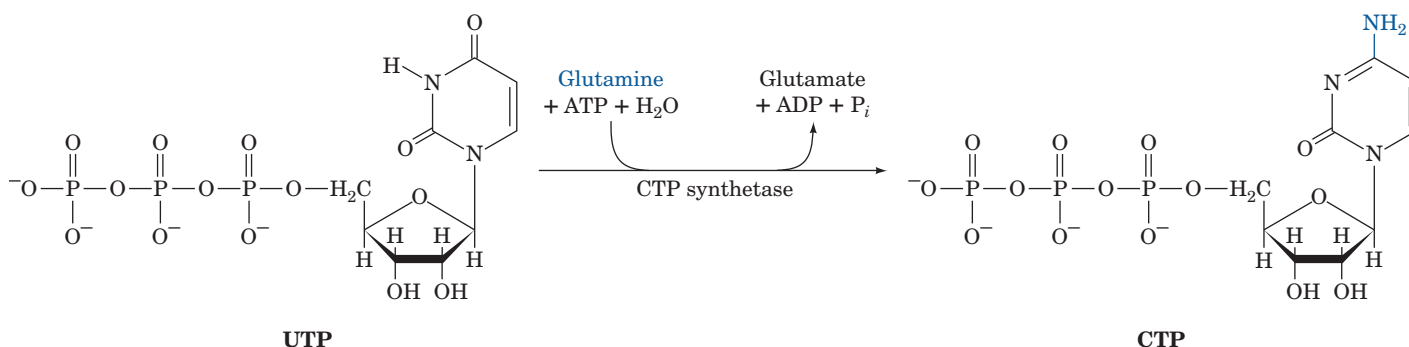 O
H
N
O
N
O O O
⁻O—P—O—P—O—P—O—H₂C
O⁻ O⁻ O⁻
O
H H
H H
OH OH
UTP
Glutamine
+ ATP + H₂O
Glutamate
+ ADP + Pᵢ
CTP synthetase
NH₂
N
O
N
O O O
⁻O—P—O—P—O—P—O—H₂C
O⁻ O⁻ O⁻
O
H H
H H
OH OH
CTP